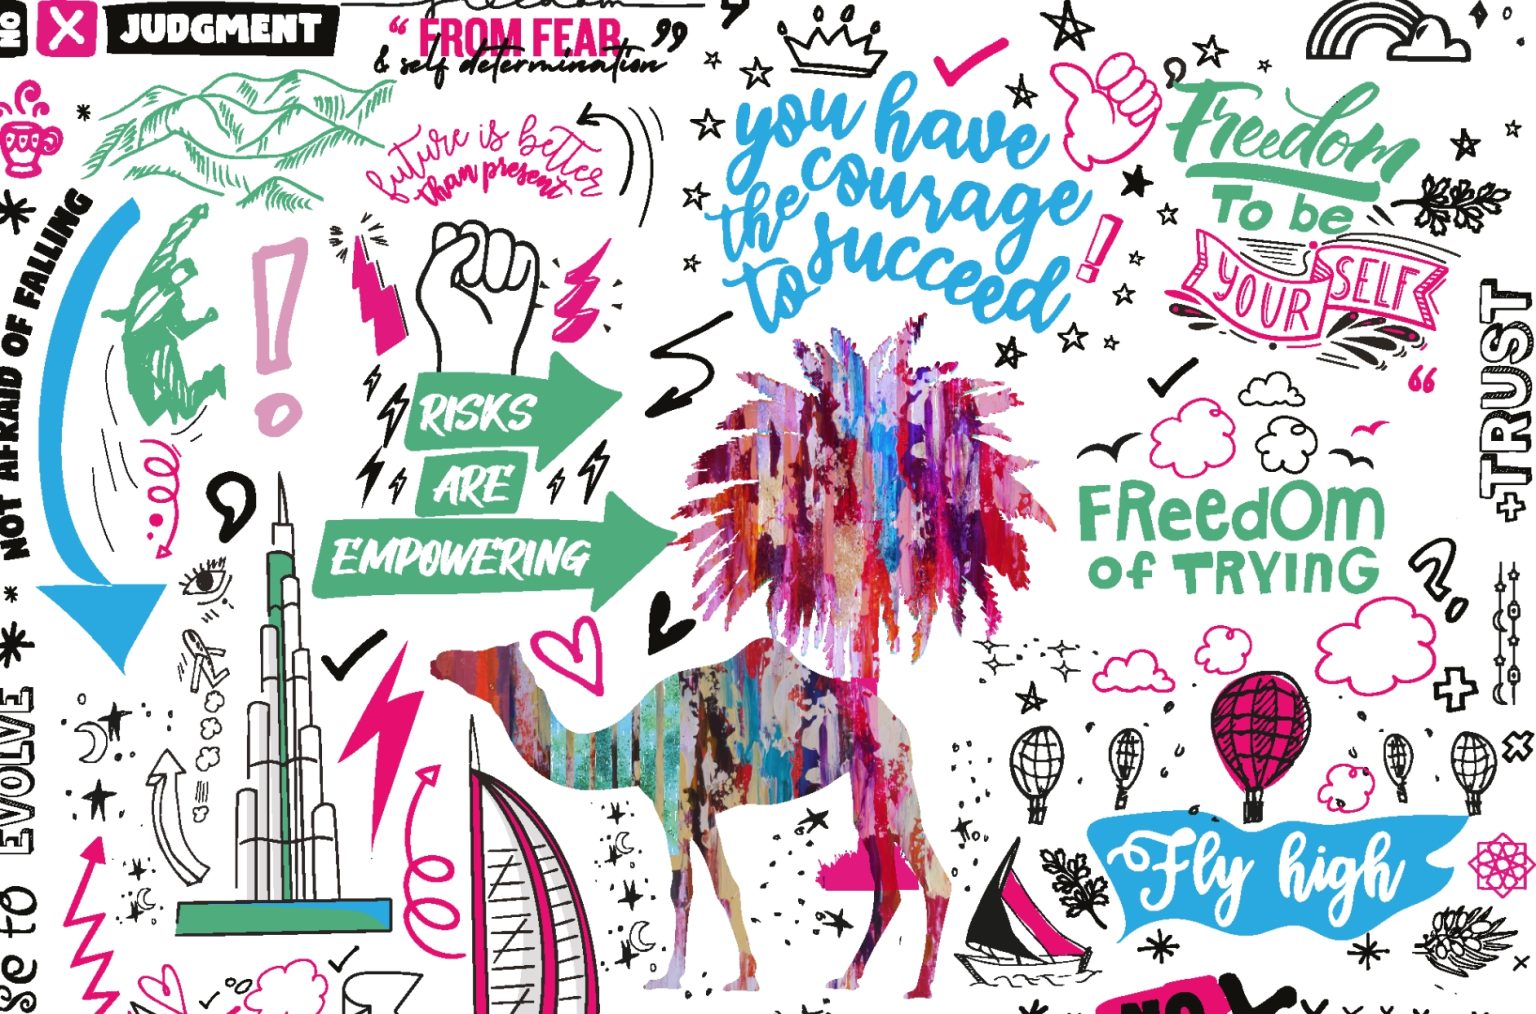 NO
JUDGMENT
freedom
“ FROM FEAR ”
& self determination
future is better
than present
you have
the courage
to succeed
Freedom
To be
YOUR SELF
NOT AFRAID OF FALLING
RISKS
ARE
EMPOWERING
+TRUST
FReedOM
of TRYING
Fly high
se to EVOLVE
NO